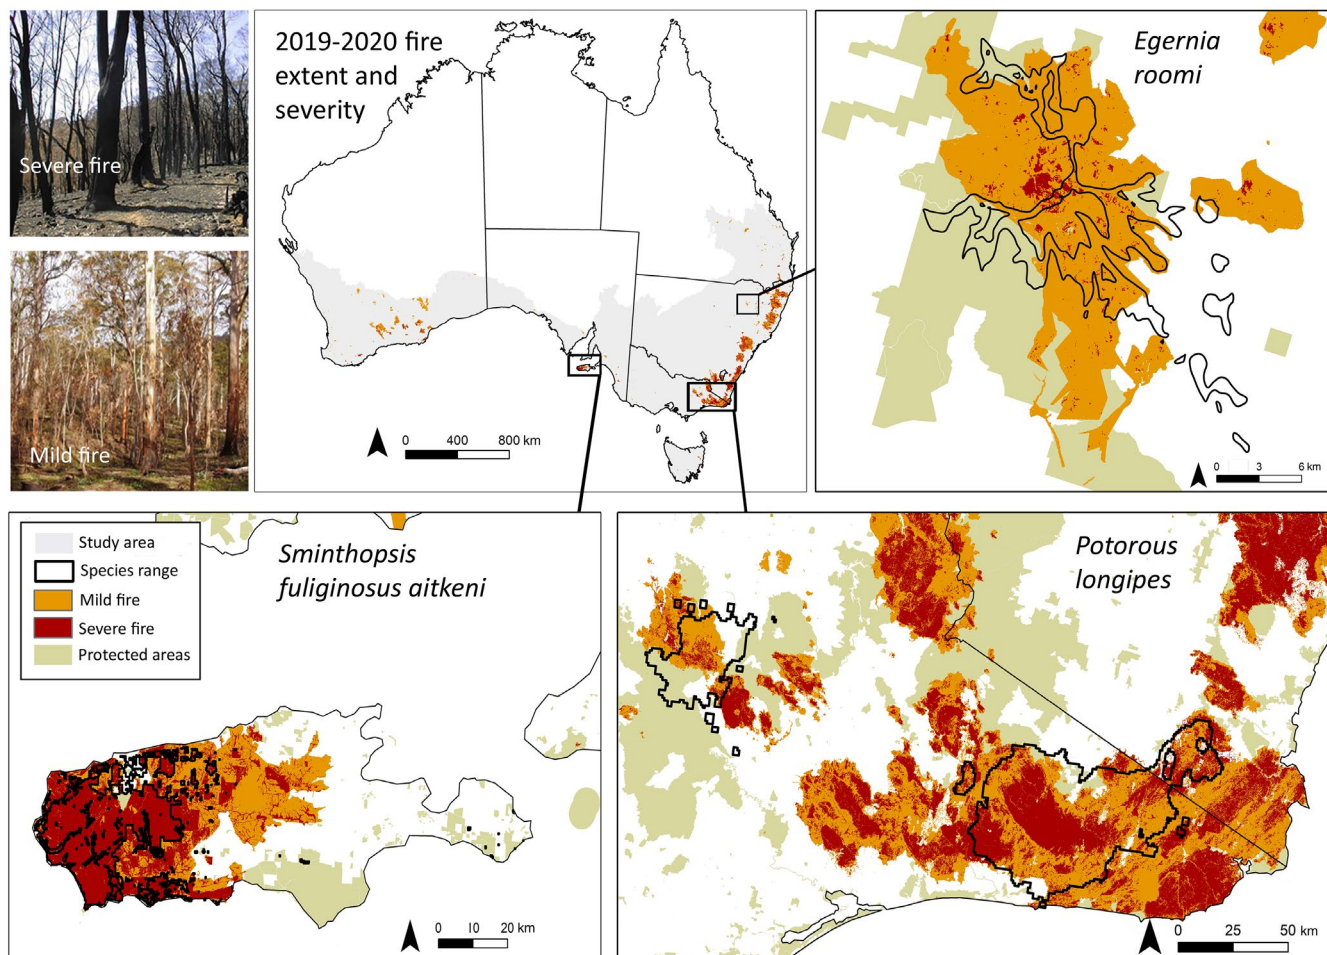 Severe fire
Mild fire
2019-2020 fire
extent and
severity
0 400 800 km
Egernia
roomi
0 3 6 km
Study area
Species range
Mild fire
Severe fire
Protected areas
Sminthopsis
fuliginosus aitkeni
0 10 20 km
Potorous
longipes
0 25 50 km